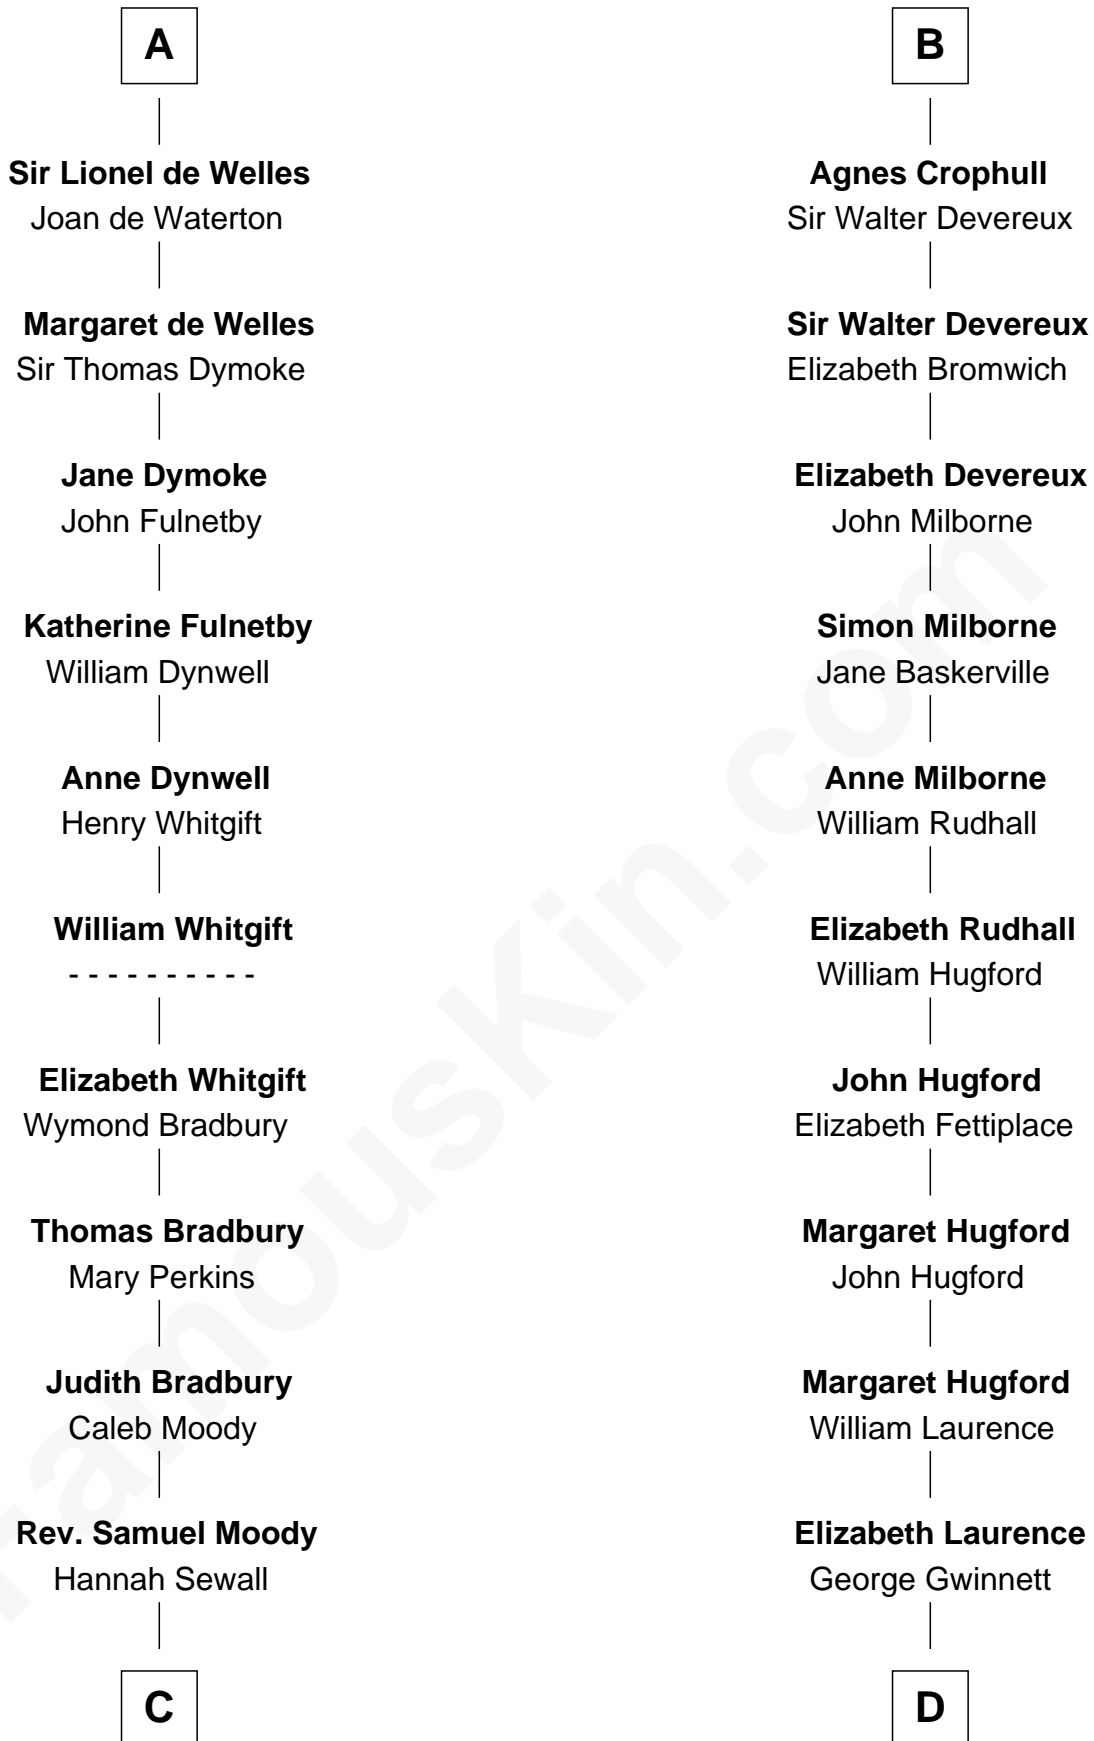 A
Sir Lionel de Welles
Joan de Waterton
Margaret de Welles
Sir Thomas Dymoke
Jane Dymoke
John Fulnetby
Katherine Fulnetby
William Dynwell
Anne Dynwell
Henry Whitgift
William Whitgift
- - - - - - - - - -
Elizabeth Whitgift
Wymond Bradbury
Thomas Bradbury
Mary Perkins
Judith Bradbury
Caleb Moody
Rev. Samuel Moody
Hannah Sewall
C
B
Agnes Crophull
Sir Walter Devereux
Sir Walter Devereux
Elizabeth Bromwich
Elizabeth Devereux
John Milborne
Simon Milborne
Jane Baskerville
Anne Milborne
William Rudhall
Elizabeth Rudhall
William Hugford
John Hugford
Elizabeth Fettiplace
Margaret Hugford
John Hugford
Margaret Hugford
William Laurence
Elizabeth Laurence
George Gwinnett
D
FamousKin.com